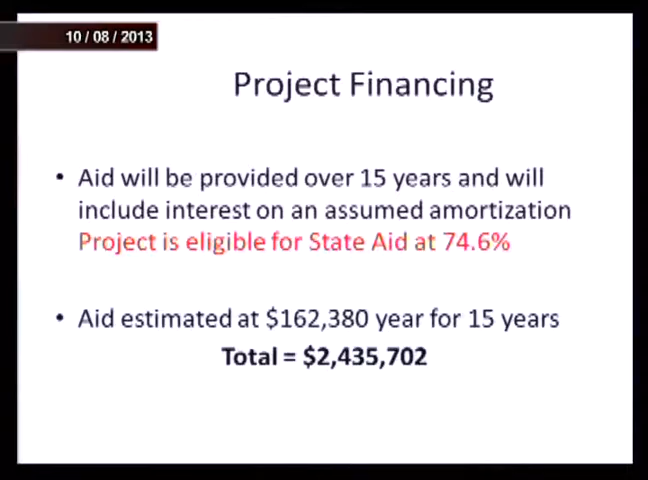 10 / 08 / 2013
Project Financing
• Aid will be provided over 15 years and will
include interest on an assumed amortization
Project is eligible for State Aid at 74.6%
• Aid estimated at $162,380 year for 15 years
Total = $2,435,702